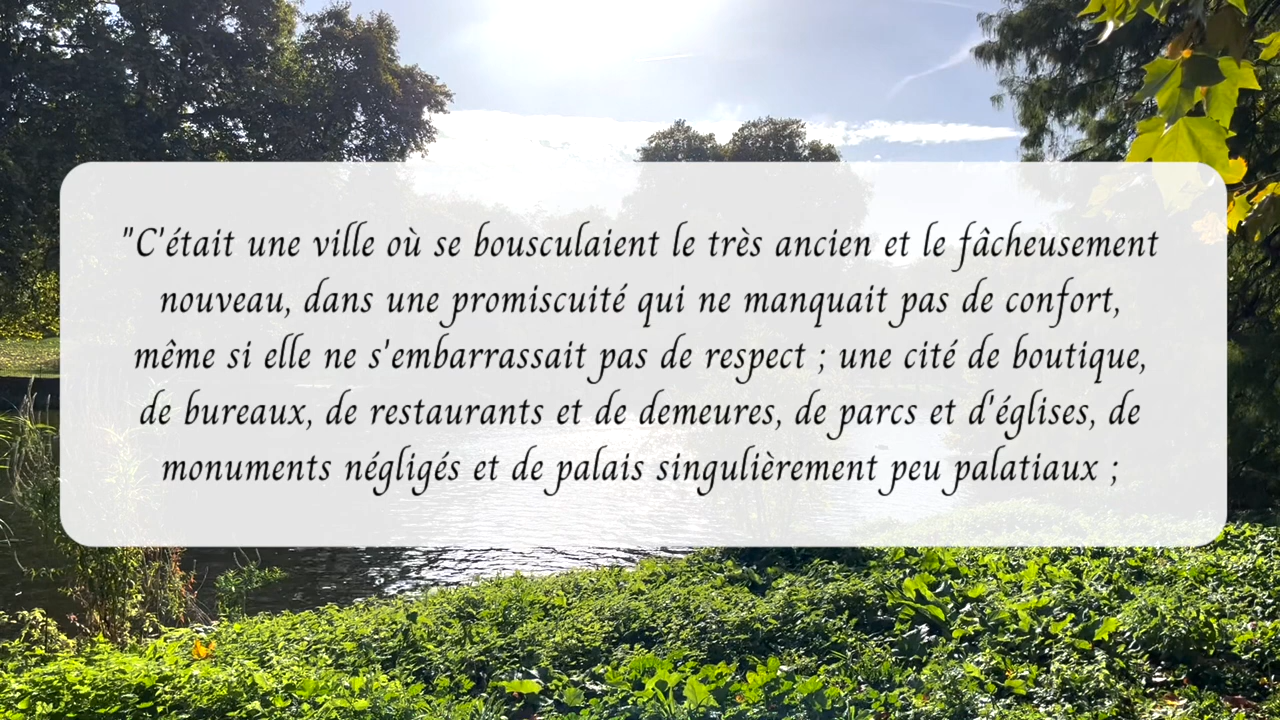 "C'était une ville où se bousculaient le très ancien et le fâcheusement
nouveau, dans une promiscuité qui ne manquait pas de confort,
même si elle ne s'embarrassait pas de respect ; une cité de boutique,
de bureaux, de restaurants et de demeures, de parcs et d'églises, de
monuments négligés et de palais singulièrement peu palatiaux ;